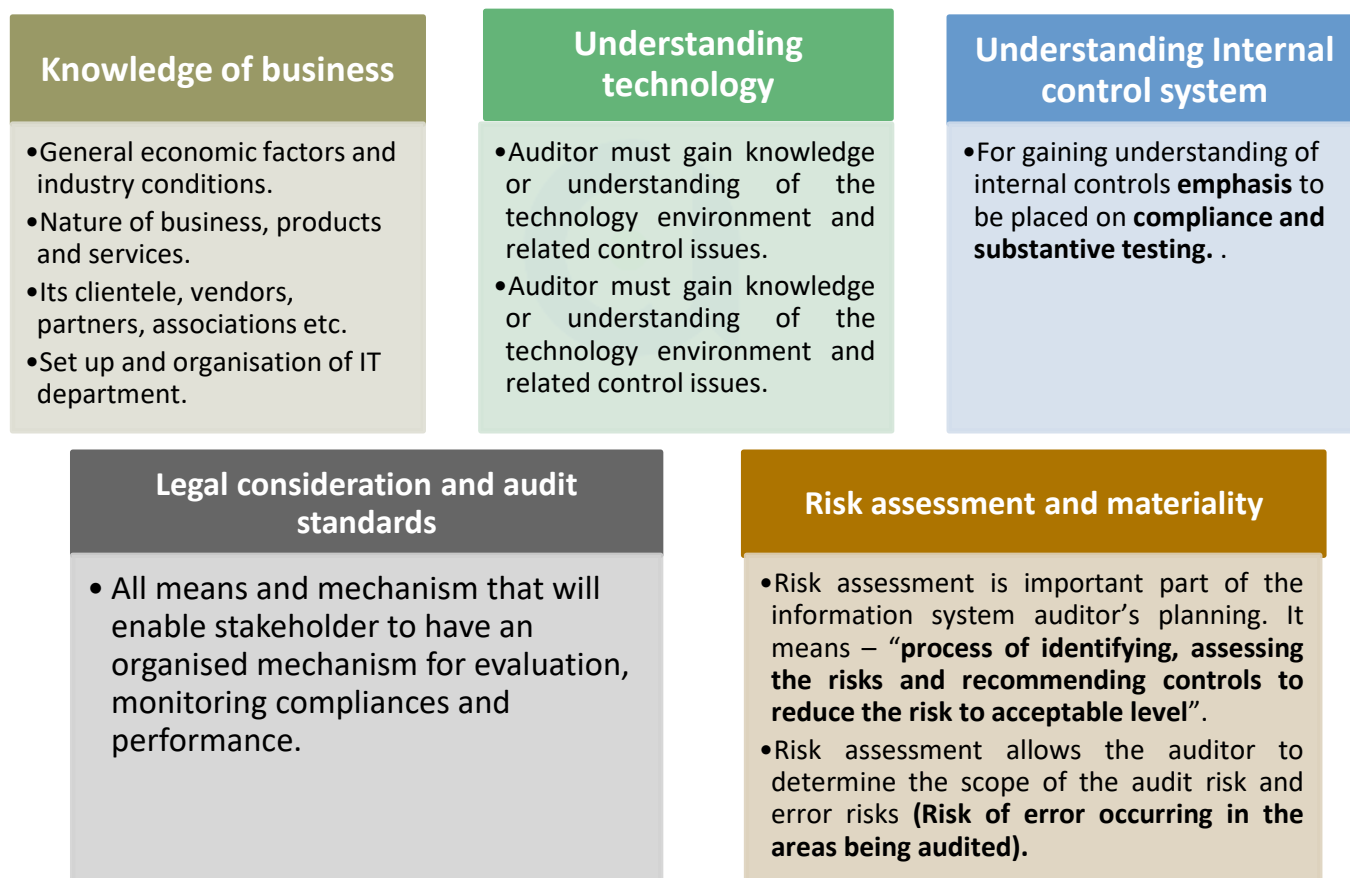 Knowledge of business
•General economic factors and
industry conditions.
•Nature of business, products
and services.
•Its clientele, vendors,
partners, associations etc.
•Set up and organisation of IT
department.
Understanding
technology
•Auditor must gain knowledge
or understanding of the
technology environment and
related control issues.
•Auditor must gain knowledge
or understanding of the
technology environment and
related control issues.
Understanding Internal
control system
•For gaining understanding of
internal controls emphasis to
be placed on compliance and
substantive testing. .
Legal consideration and audit
standards
• All means and mechanism that will
enable stakeholder to have an
organised mechanism for evaluation,
monitoring compliances and
performance.
Risk assessment and materiality
•Risk assessment is important part of the
information system auditor’s planning. It
means – “process of identifying, assessing
the risks and recommending controls to
reduce the risk to acceptable level”.
•Risk assessment allows the auditor to
determine the scope of the audit risk and
error risks (Risk of error occurring in the
areas being audited).